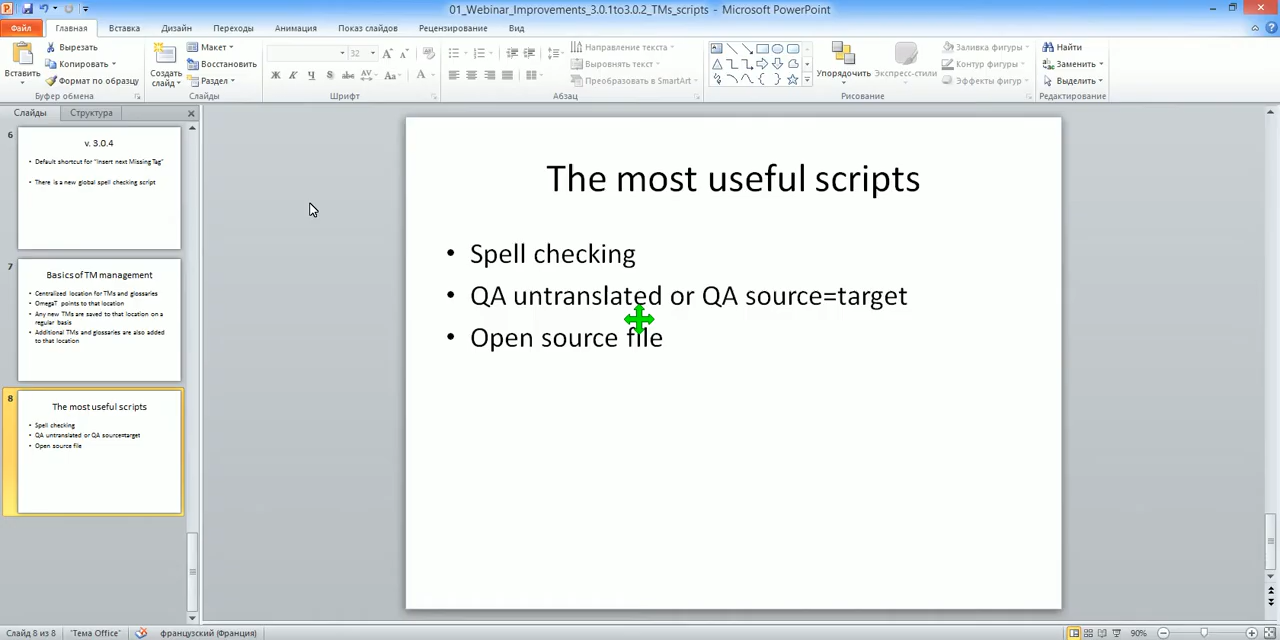 01_Webinar_Improvements_3.0.1to3.0.2_TMs_scripts - Microsoft PowerPoint
Файл Главная Вставка Дизайн Переходы Анимация Показ слайдов Рецензирование Вид
Вставить
Вырезать
Копировать
Формат по образцу
Буфер обмена
Создать слайд
Макет
Восстановить
Раздел
Слайды
32
Шрифт
Направление текста
Выровнять текст
Преобразовать в SmartArt
Абзац
Упорядочить
Экспресс-стили
Заливка фигуры
Контур фигуры
Эффекты фигур
Рисование
Найти
Заменить
Выделить
Редактирование
Слайды Структура
6
v. 3.0.4
• Default shortcut for "Insert next Missing Tag"
• There is a new global spell checking script
7
Basics of TM management
• Centralized location for TMs and glossaries
• OmegaT points to that location
• Any new TMs are saved to that location on a
regular basis
• Additional TMs and glossaries are also added
to that location
8
The most useful scripts
• Spell checking
• QA untranslated or QA source=target
• Open source file
The most useful scripts
• Spell checking
• QA untranslated or QA source=target
• Open source file
Слайд 8 из 8 "Тема Office" французский (Франция) 90%